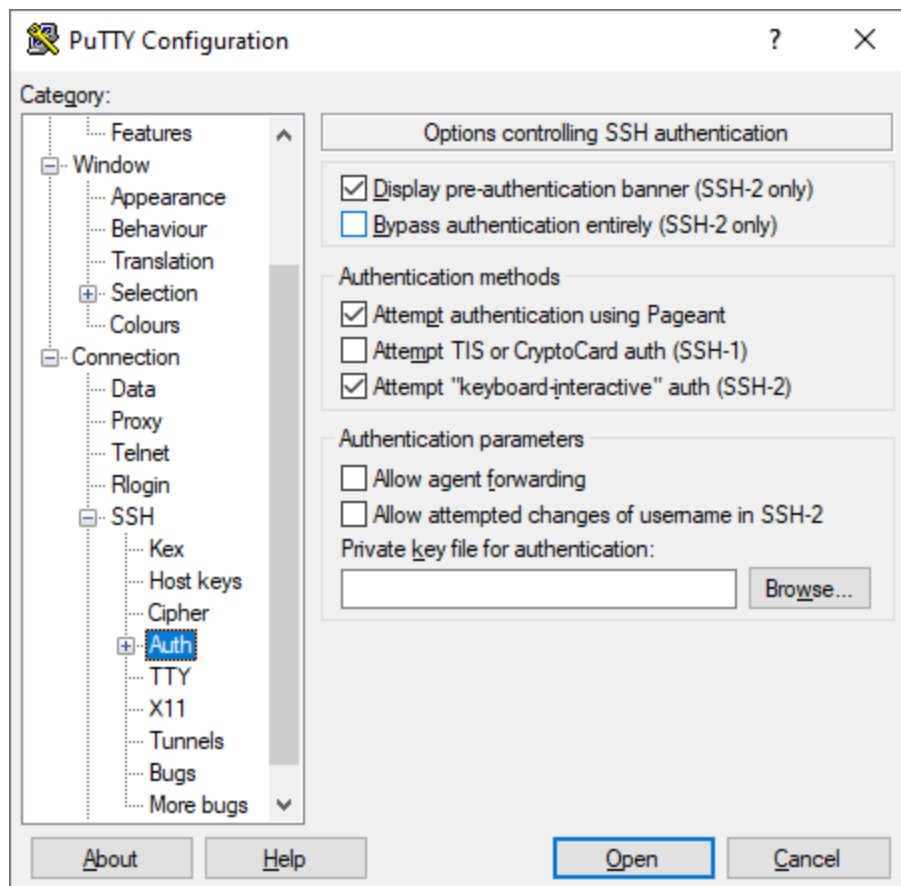 PuTTY Configuration
?
Category:
Features
Window
Appearance
Behaviour
Translation
Selection
Colours
Connection
Data
Proxy
Telnet
Rlogin
SSH
Kex
Host keys
Cipher
Auth
TTY
X11
Tunnels
Bugs
More bugs
Options controlling SSH authentication
Display pre-authentication banner (SSH-2 only)
Bypass authentication entirely (SSH-2 only)
Authentication methods
Attempt authentication using Pageant
Attempt TIS or CryptoCard auth (SSH-1)
Attempt "keyboard-interactive" auth (SSH-2)
Authentication parameters
Allow agent forwarding
Allow attempted changes of username in SSH-2
Private key file for authentication:
Browse...
About
Help
Open
Cancel